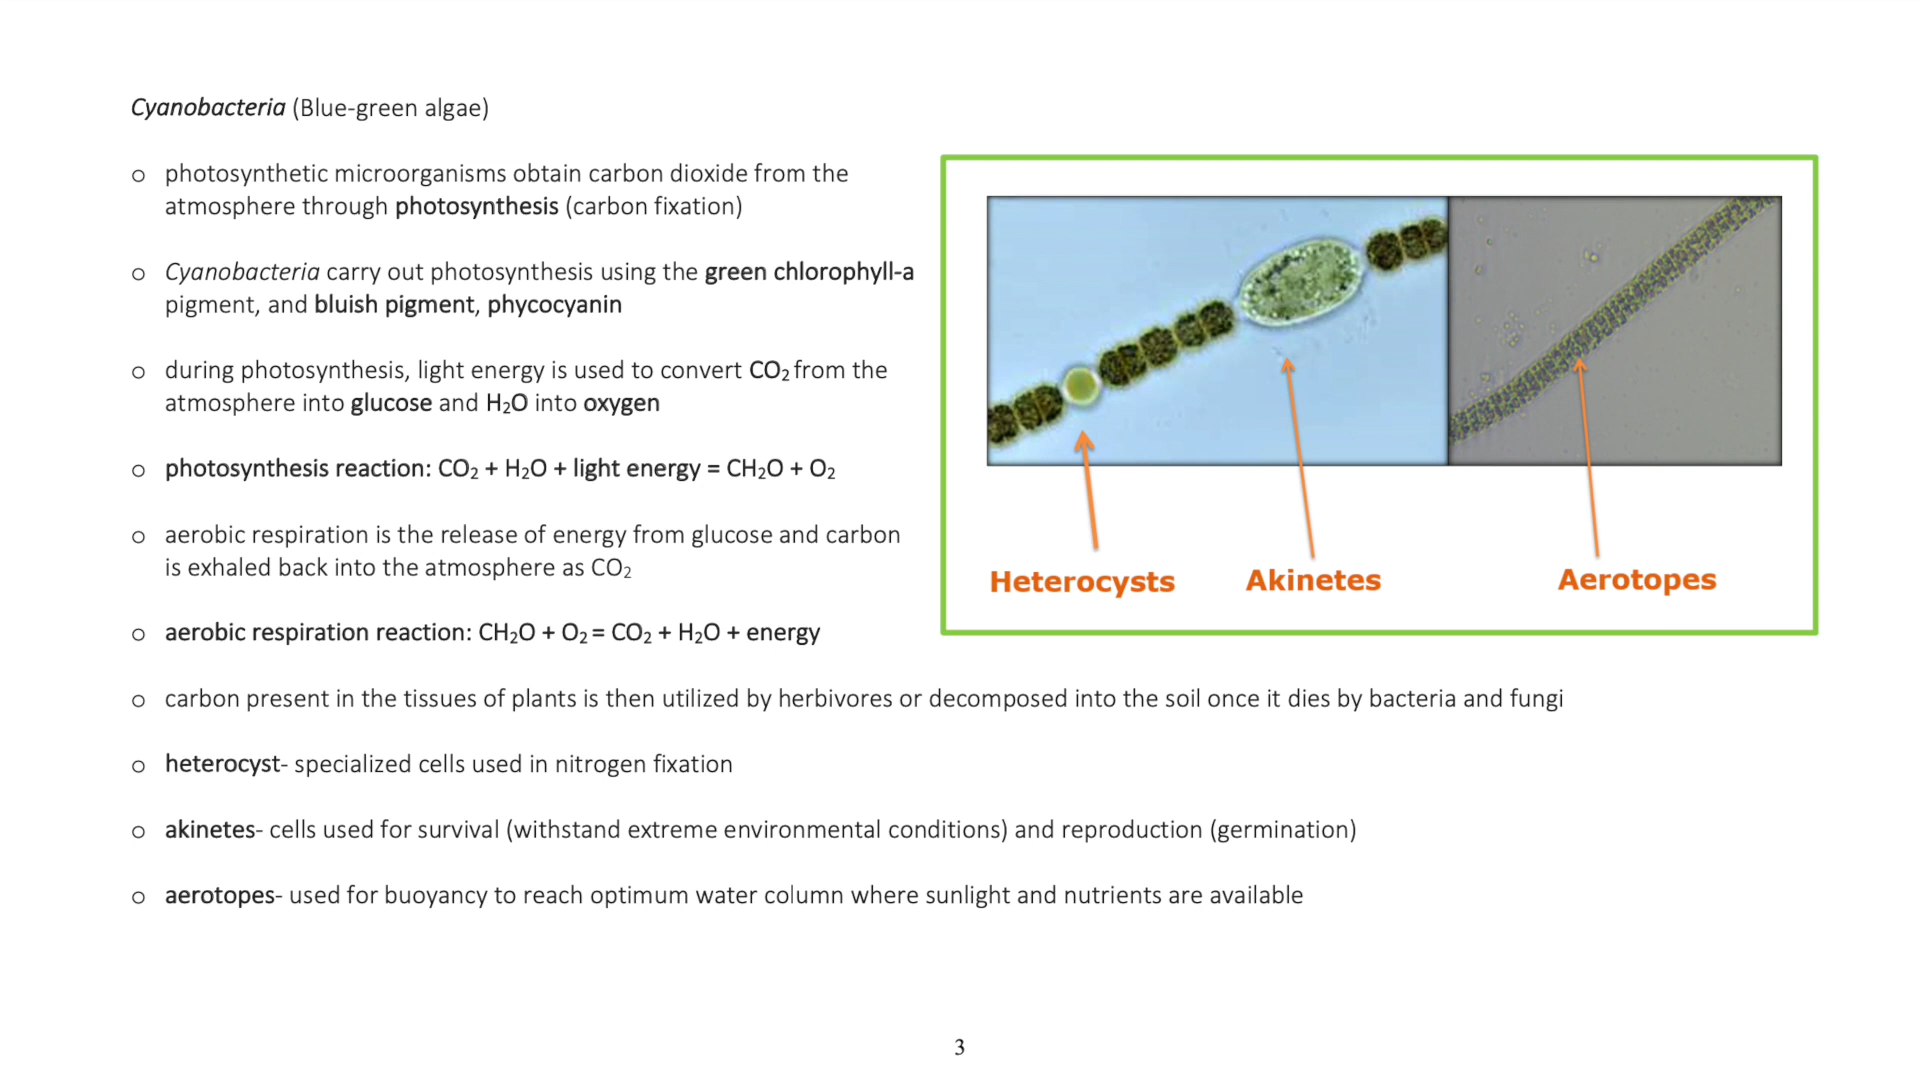 Cyanobacteria (Blue-green algae)
o photosynthetic microorganisms obtain carbon dioxide from the
atmosphere through photosynthesis (carbon fixation)
o Cyanobacteria carry out photosynthesis using the green chlorophyll-a
pigment, and bluish pigment, phycocyanin
o during photosynthesis, light energy is used to convert CO₂ from the
atmosphere into glucose and H₂O into oxygen
o photosynthesis reaction: CO₂ + H₂O + light energy = CH₂O + O₂
o aerobic respiration is the release of energy from glucose and carbon
is exhaled back into the atmosphere as CO₂
o aerobic respiration reaction: CH₂O + O₂ = CO₂ + H₂O + energy
Heterocysts Akinetes Aerotopes
o carbon present in the tissues of plants is then utilized by herbivores or decomposed into the soil once it dies by bacteria and fungi
o heterocyst- specialized cells used in nitrogen fixation
o akinetes- cells used for survival (withstand extreme environmental conditions) and reproduction (germination)
o aerotopes- used for buoyancy to reach optimum water column where sunlight and nutrients are available
3